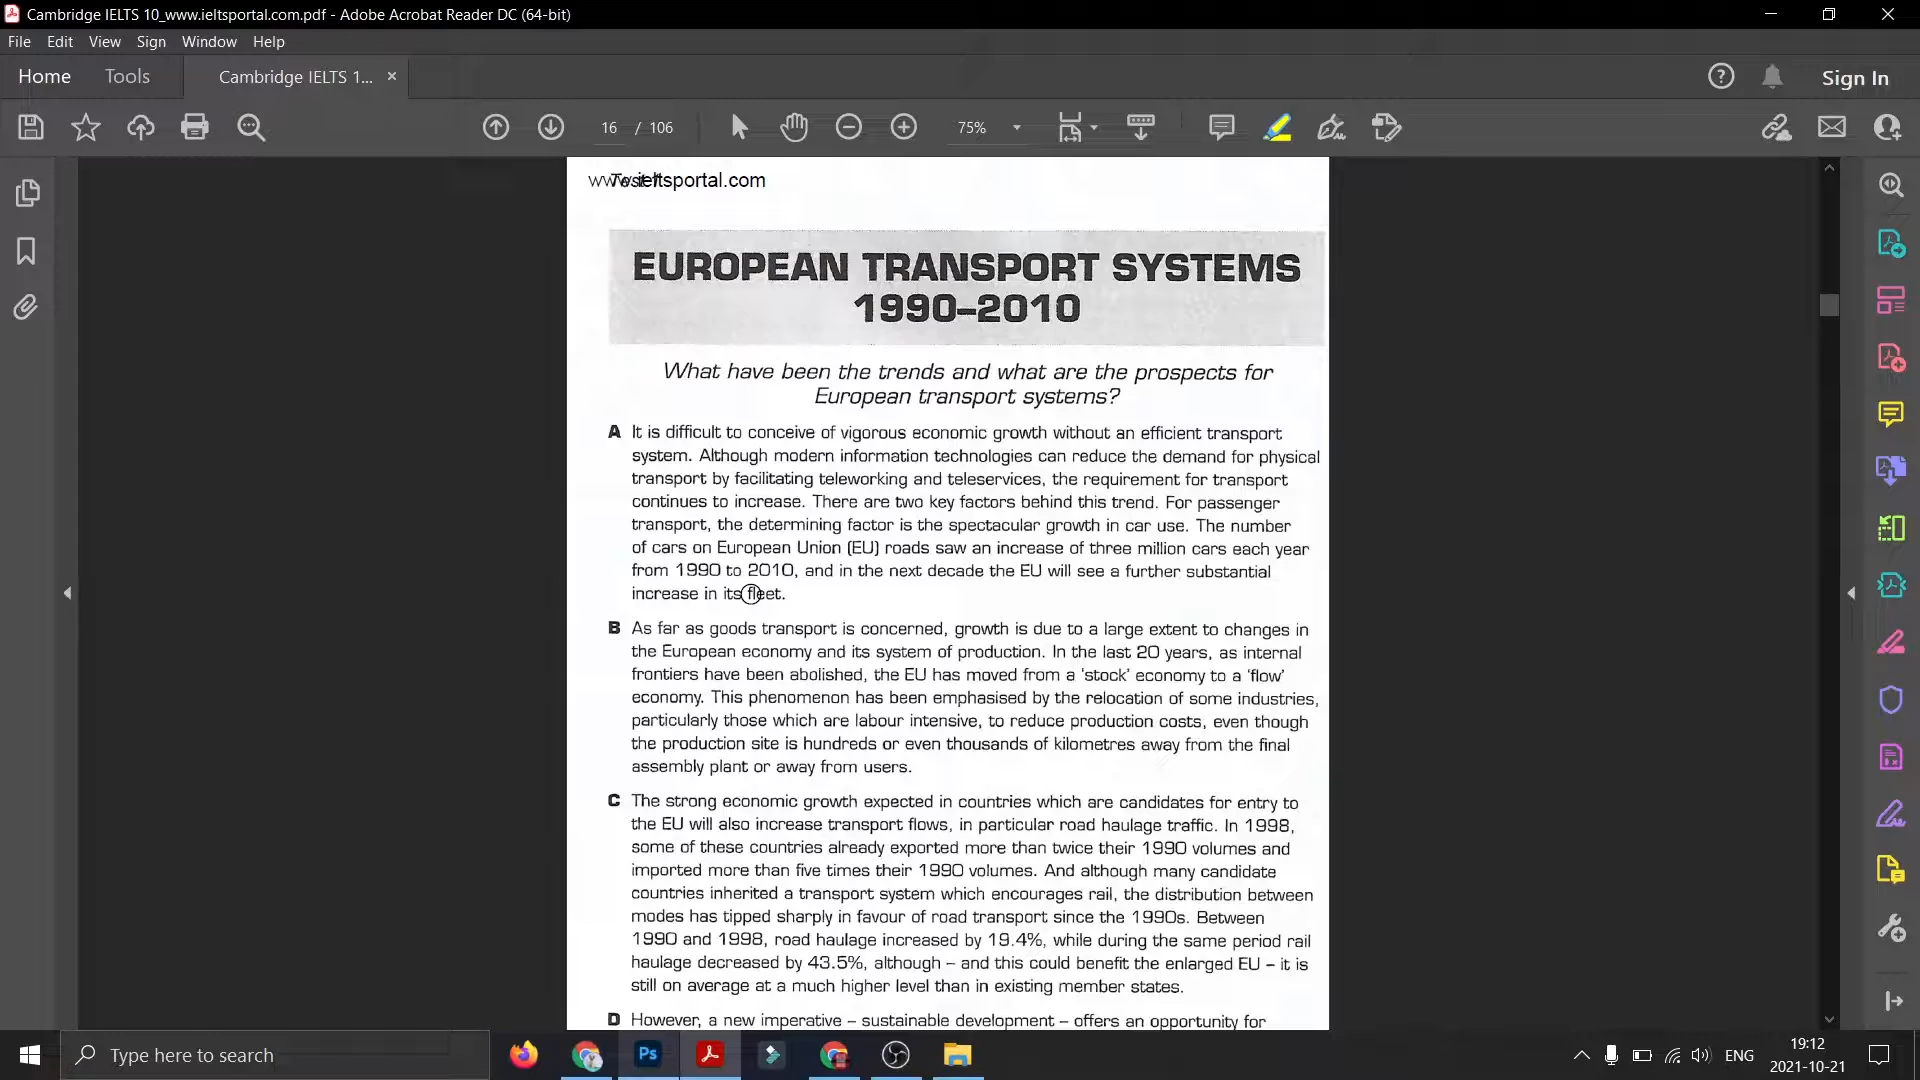 Cambridge IELTS 10_www.ieltsportal.com.pdf - Adobe Acrobat Reader DC (64-bit)
File Edit View Sign Window Help
Home Tools Cambridge IELTS 1... × Sign In
16 / 106 75%
www.ieltsportal.com
EUROPEAN TRANSPORT SYSTEMS
1990–2010
What have been the trends and what are the prospects for
European transport systems?
A It is difficult to conceive of vigorous economic growth without an efficient transport
system. Although modern information technologies can reduce the demand for physical
transport by facilitating teleworking and teleservices, the requirement for transport
continues to increase. There are two key factors behind this trend. For passenger
transport, the determining factor is the spectacular growth in car use. The number
of cars on European Union (EU) roads saw an increase of three million cars each year
from 1990 to 2010, and in the next decade the EU will see a further substantial
increase in its fleet.
B As far as goods transport is concerned, growth is due to a large extent to changes in
the European economy and its system of production. In the last 20 years, as internal
frontiers have been abolished, the EU has moved from a ‘stock’ economy to a ‘flow’
economy. This phenomenon has been emphasised by the relocation of some industries,
particularly those which are labour intensive, to reduce production costs, even though
the production site is hundreds or even thousands of kilometres away from the final
assembly plant or away from users.
C The strong economic growth expected in countries which are candidates for entry to
the EU will also increase transport flows, in particular road haulage traffic. In 1998,
some of these countries already exported more than twice their 1990 volumes and
imported more than five times their 1990 volumes. And although many candidate
countries inherited a transport system which encourages rail, the distribution between
modes has tipped sharply in favour of road transport since the 1990s. Between
1990 and 1998, road haulage increased by 19.4%, while during the same period rail
haulage decreased by 43.5%, although – and this could benefit the enlarged EU – it is
still on average at a much higher level than in existing member states.
D However, a new imperative – sustainable development – offers an opportunity for
Type here to search
Ps
ENG
19:12
2021-10-21